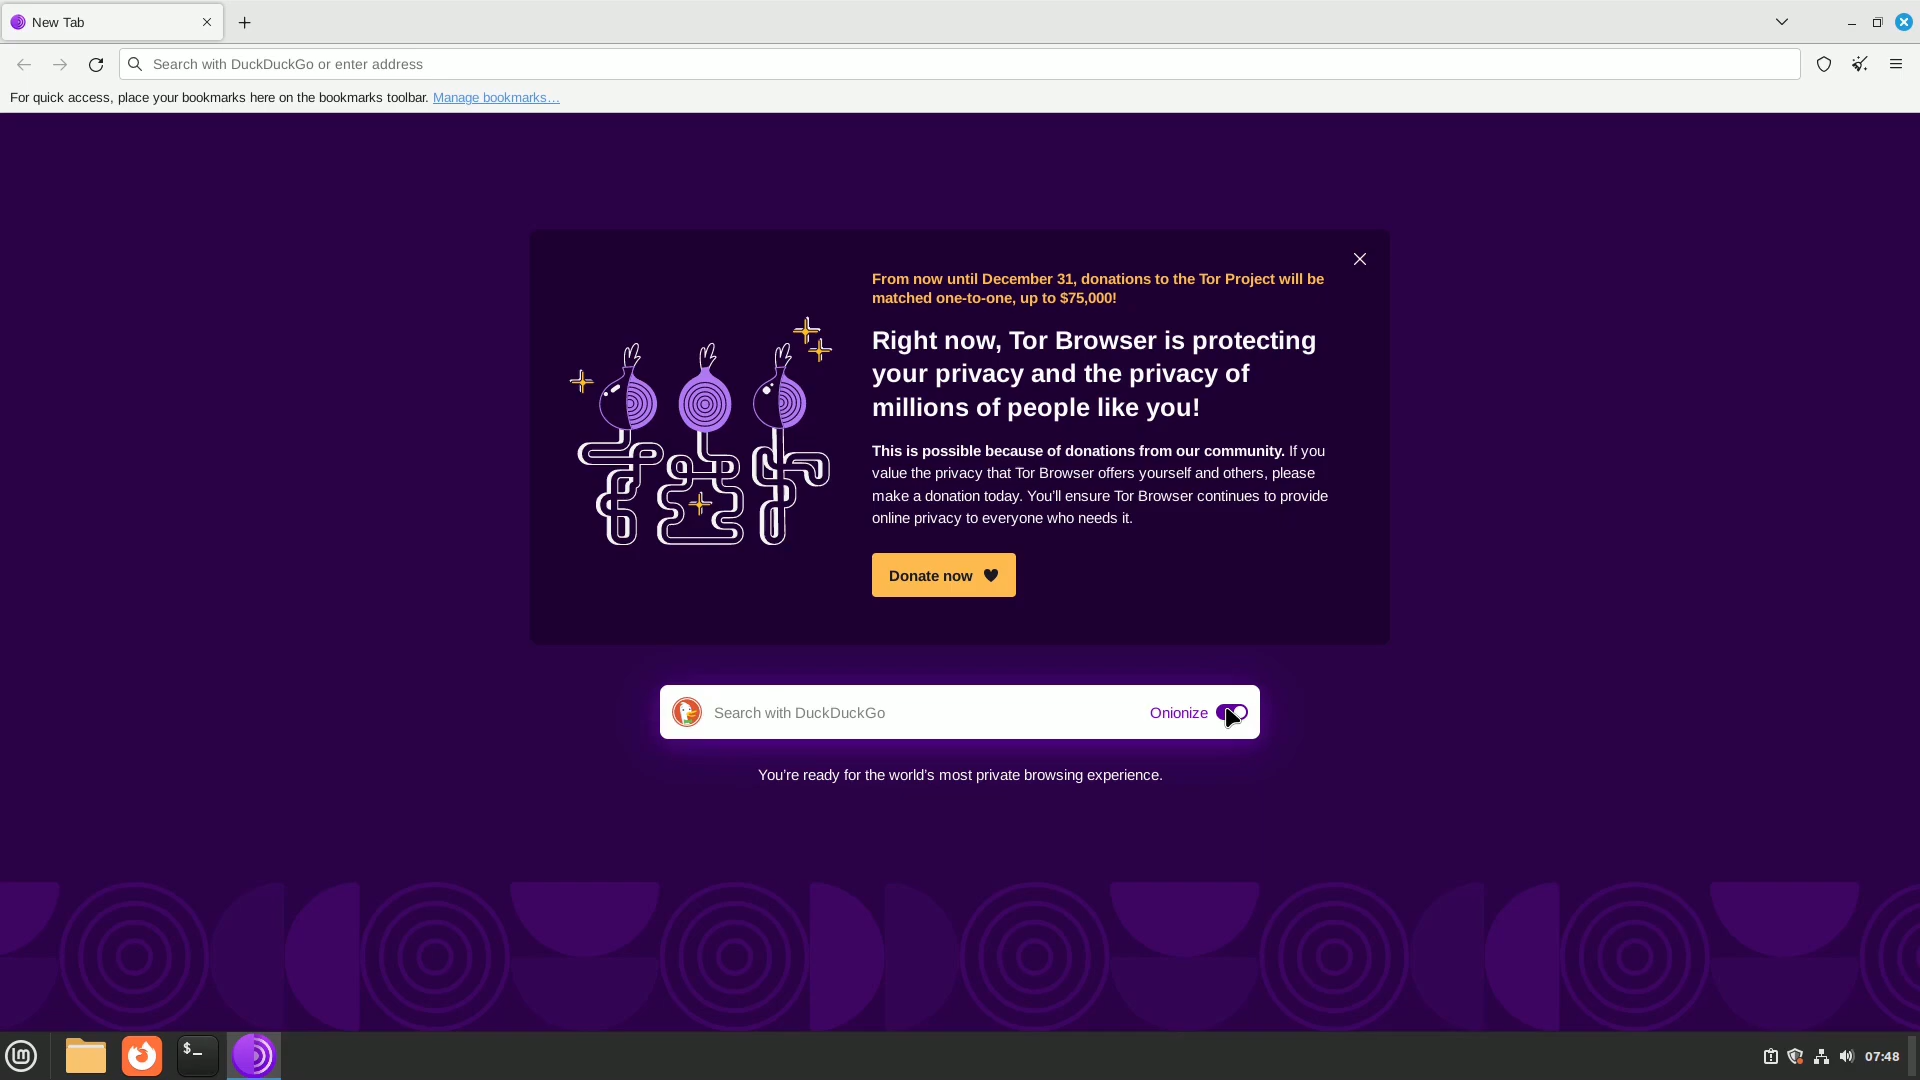 New Tab
Search with DuckDuckGo or enter address
For quick access, place your bookmarks here on the bookmarks toolbar. Manage bookmarks…
From now until December 31, donations to the Tor Project will be
matched one-to-one, up to $75,000!
Right now, Tor Browser is protecting
your privacy and the privacy of
millions of people like you!
This is possible because of donations from our community. If you
value the privacy that Tor Browser offers yourself and others, please
make a donation today. You’ll ensure Tor Browser continues to provide
online privacy to everyone who needs it.
Donate now
Search with DuckDuckGo Onionize
You’re ready for the world’s most private browsing experience.
$_
07:48